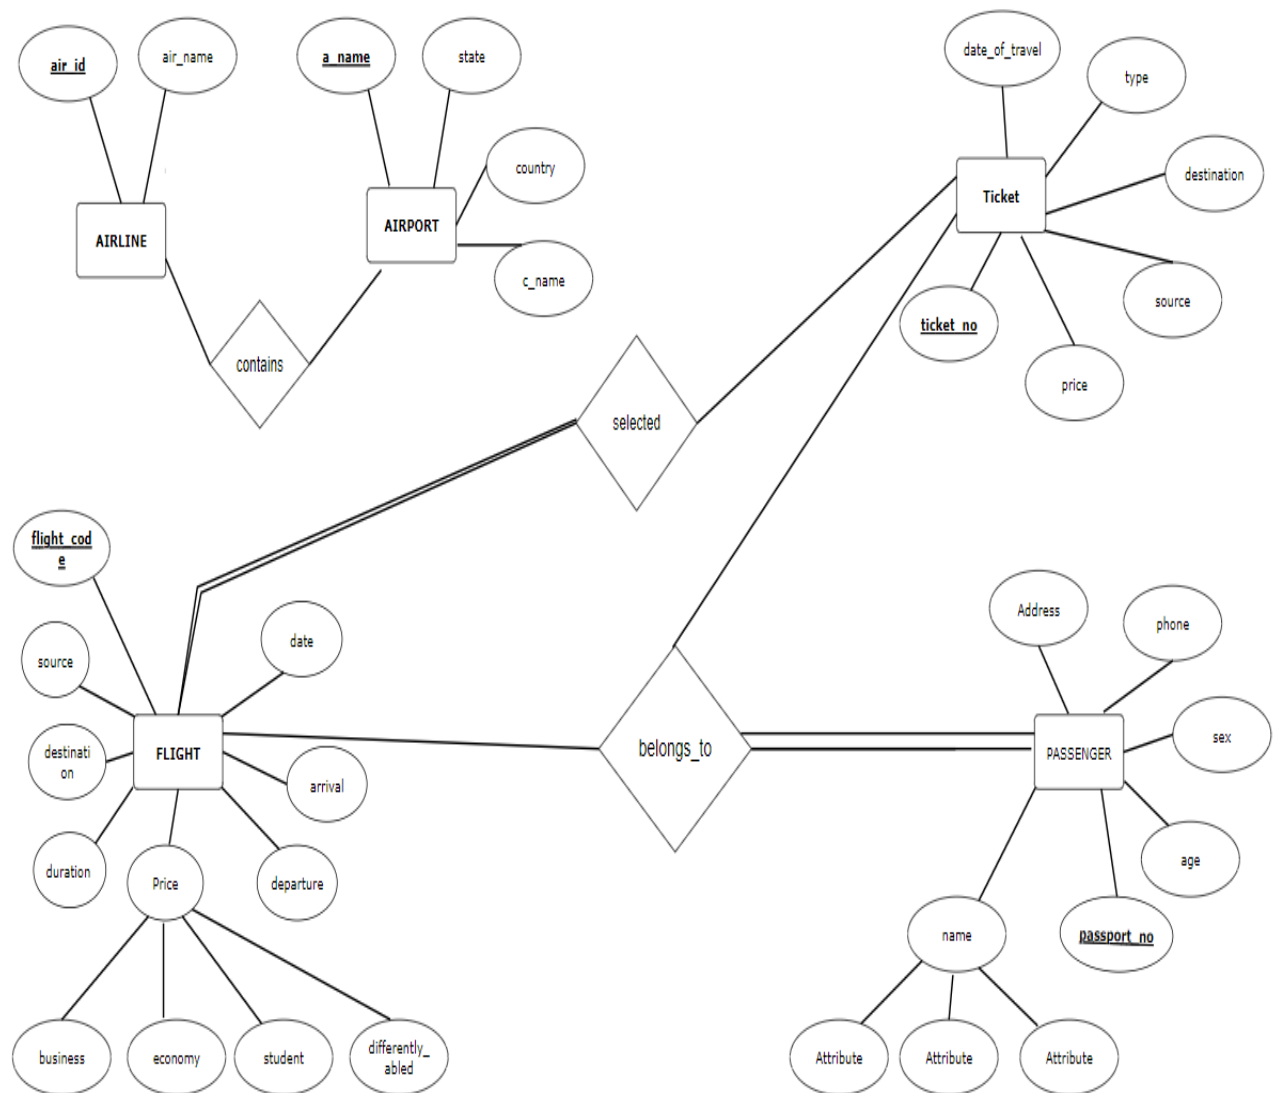 air_id
air_name
a_name
state
country
c_name
AIRLINE
AIRPORT
contains
date_of_travel
type
destination
Ticket
source
ticket_no
price
selected
flight_cod
e
source
date
destinati
on
FLIGHT
arrival
duration
Price
departure
business
economy
student
differently_
abled
belongs_to
Address
phone
sex
PASSENGER
age
name
passport_no
Attribute
Attribute
Attribute